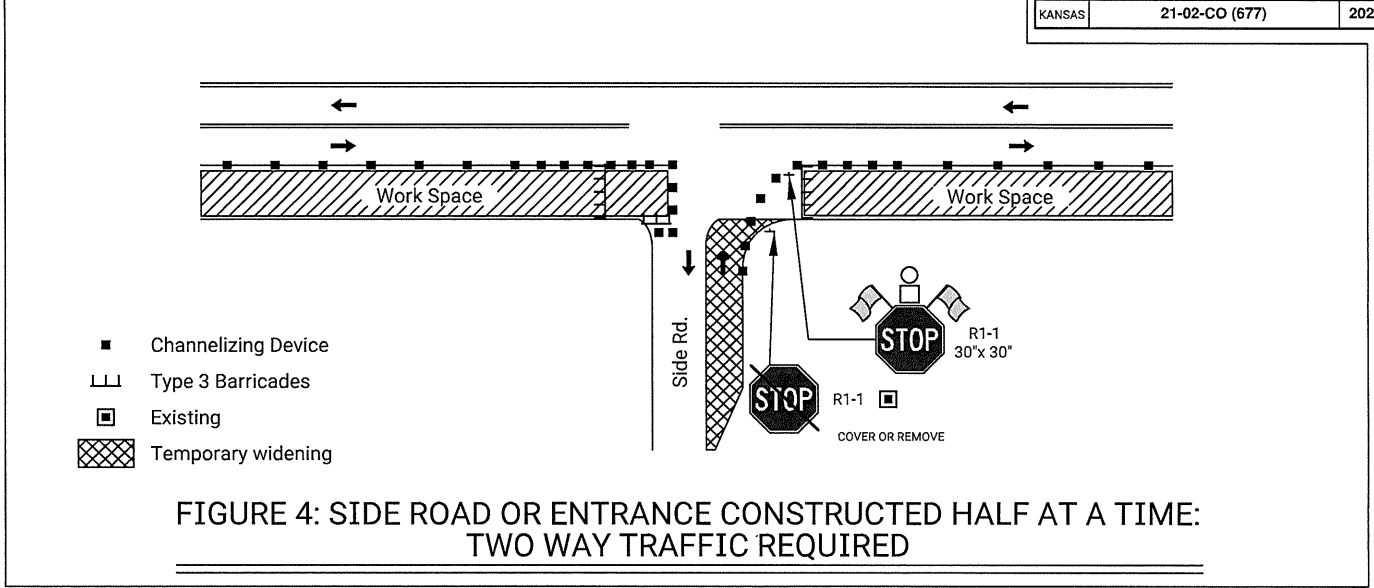 KANSAS 21-02-CO (677) 202
Work Space
Work Space
Side Rd.
STOP
R1-1
30"x 30"
STOP
R1-1
COVER OR REMOVE
Channelizing Device
Type 3 Barricades
Existing
Temporary widening
FIGURE 4: SIDE ROAD OR ENTRANCE CONSTRUCTED HALF AT A TIME:
TWO WAY TRAFFIC REQUIRED